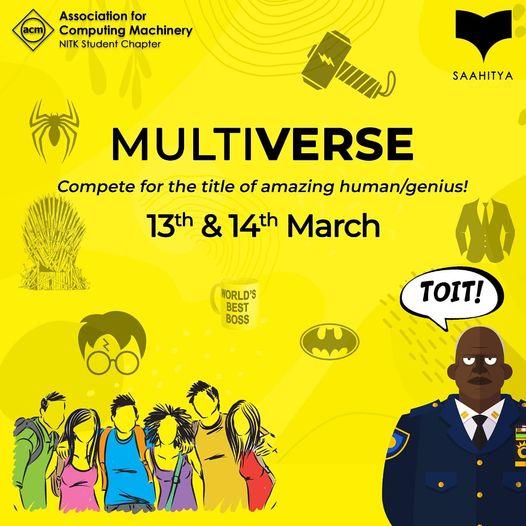 Association for
Computing Machinery
NITK Student Chapter
acm
SAAHITYA
MULTIVERSE
Compete for the title of amazing human/genius!
13th & 14th March
WORLD'S
BEST
BOSS
TOIT!